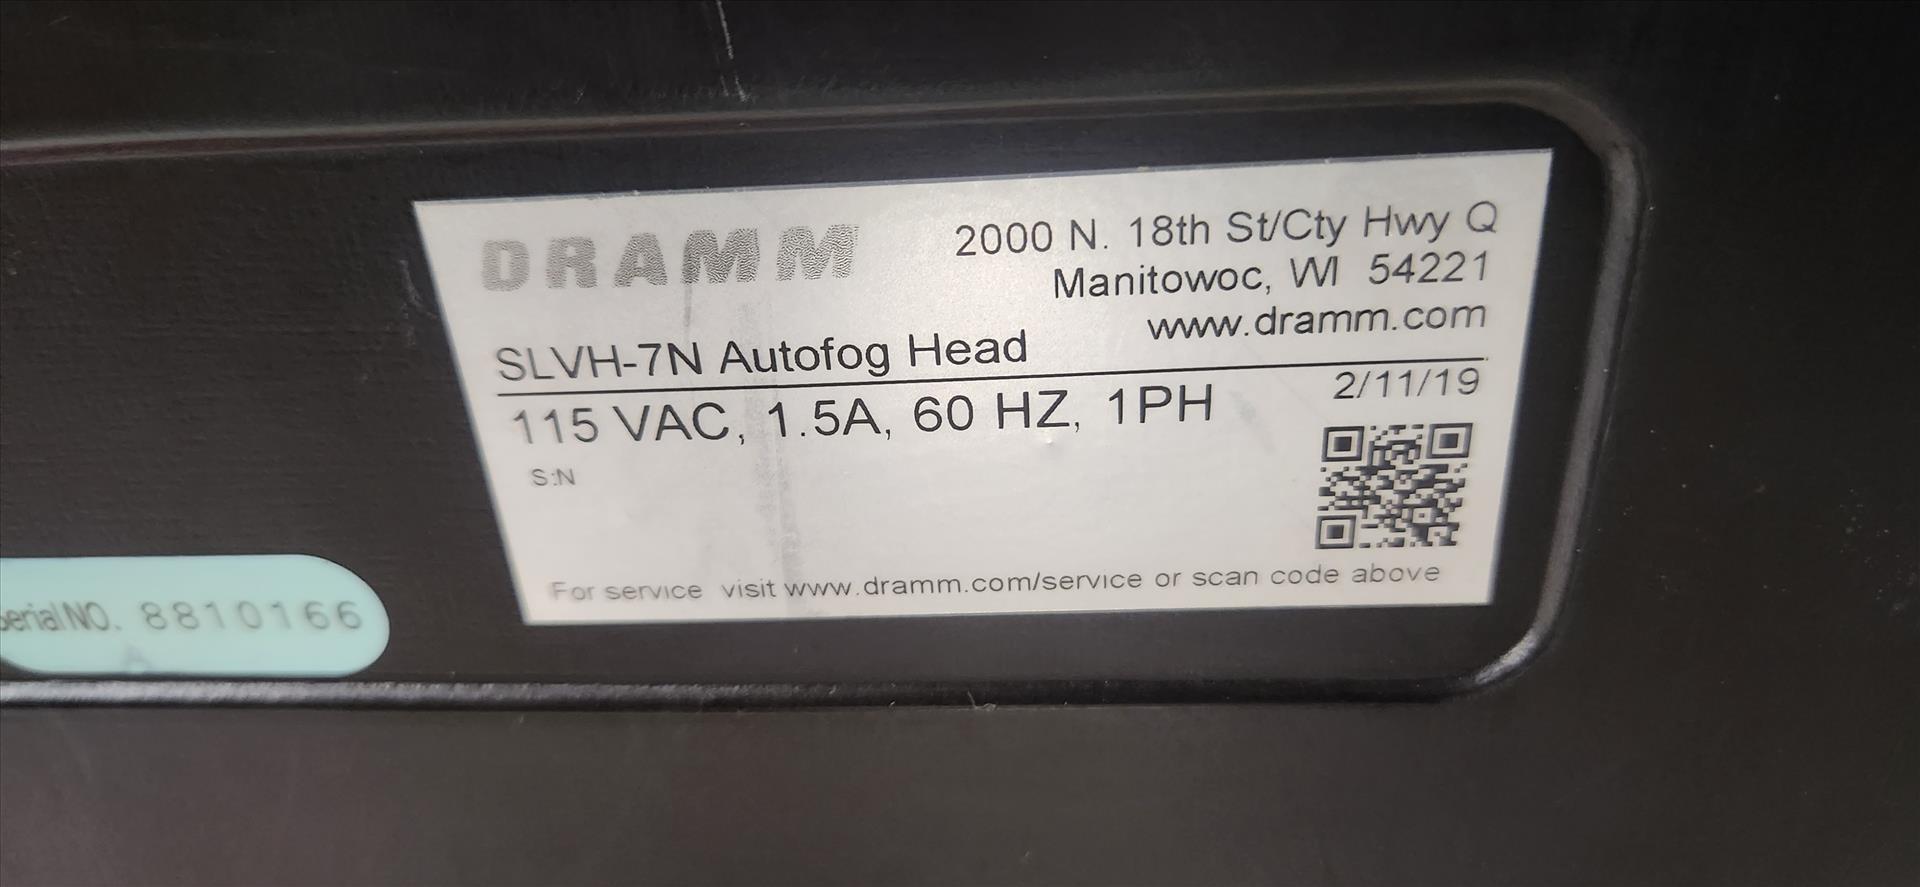 DRAMM
2000 N. 18th St/Cty Hwy Q
Manitowoc, WI 54221
www.dramm.com
SLVH-7N Autofog Head
115 VAC, 1.5A, 60 HZ, 1PH
2/11/19
S:N
For service visit www.dramm.com/service or scan code above
Serial NO. 8810166